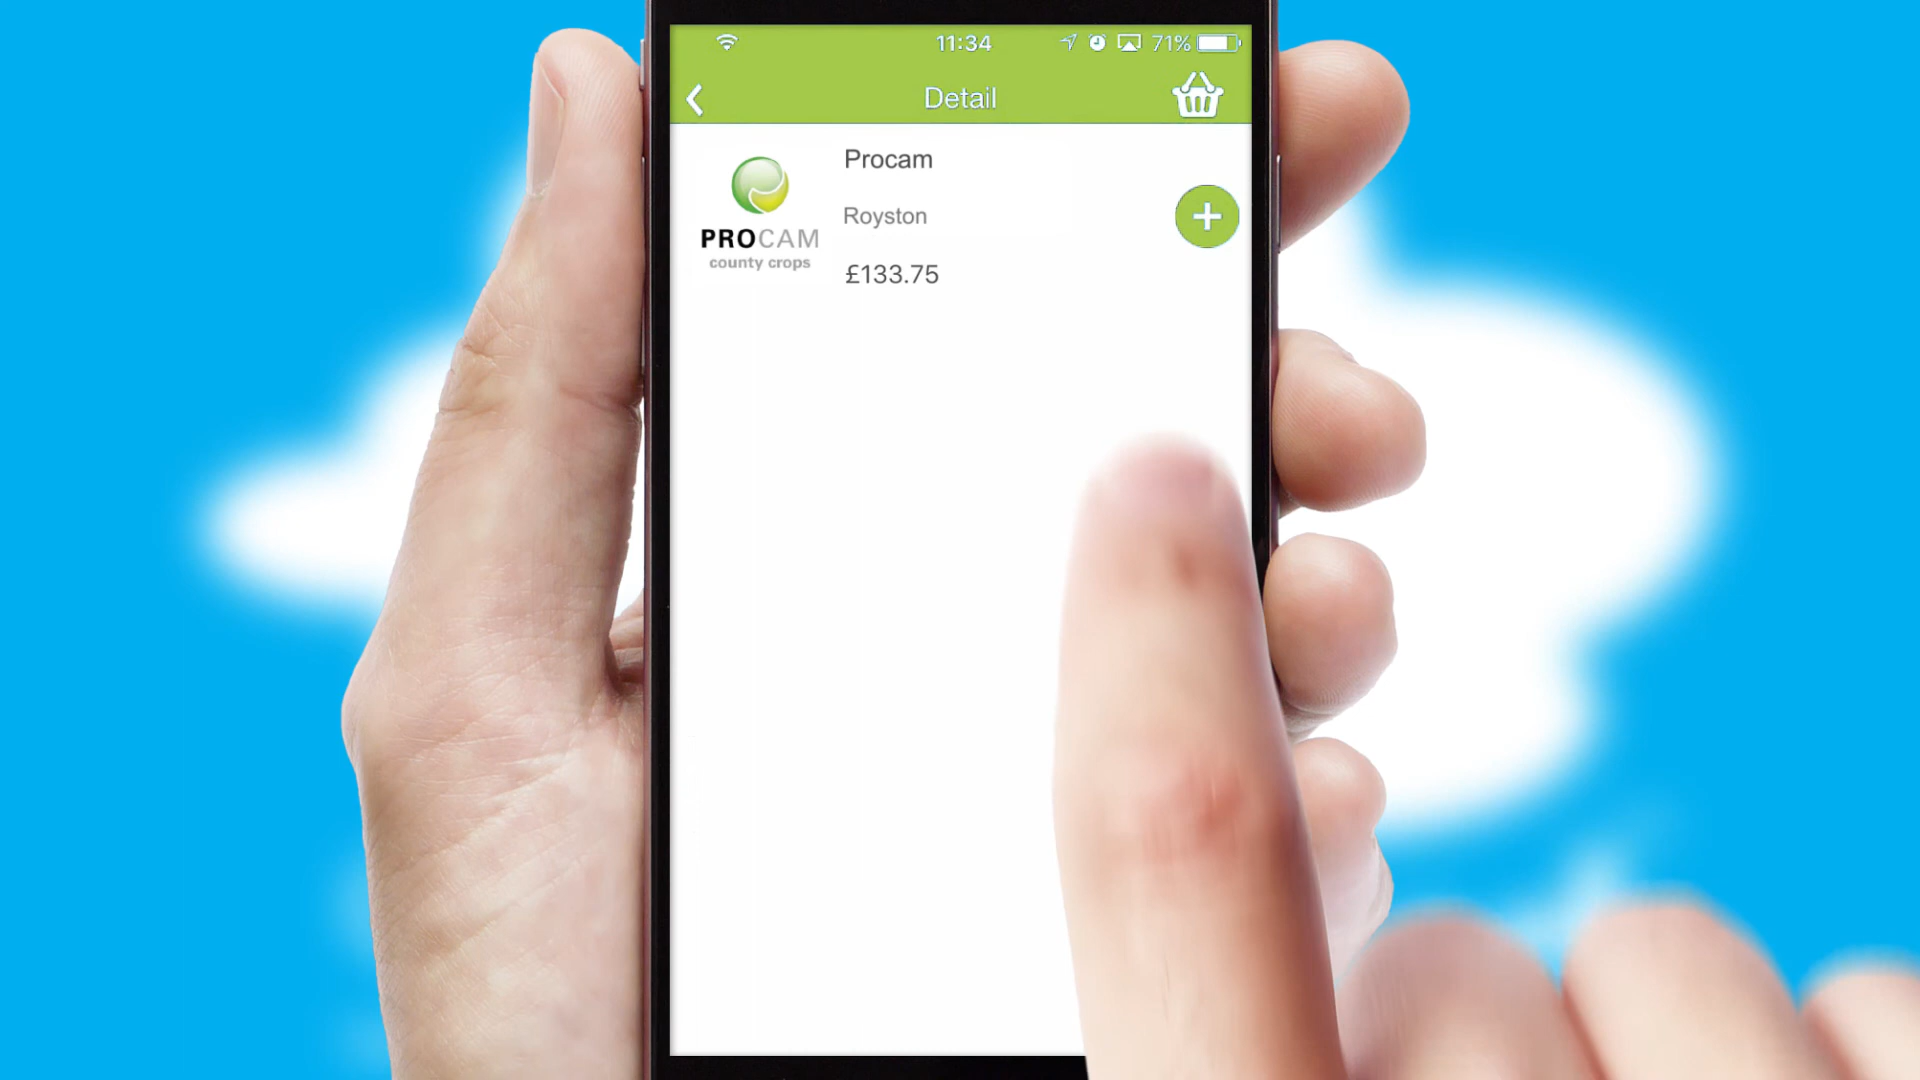 11:34 71%
Detail
Procam
Royston
£133.75
PROCAM
county crops